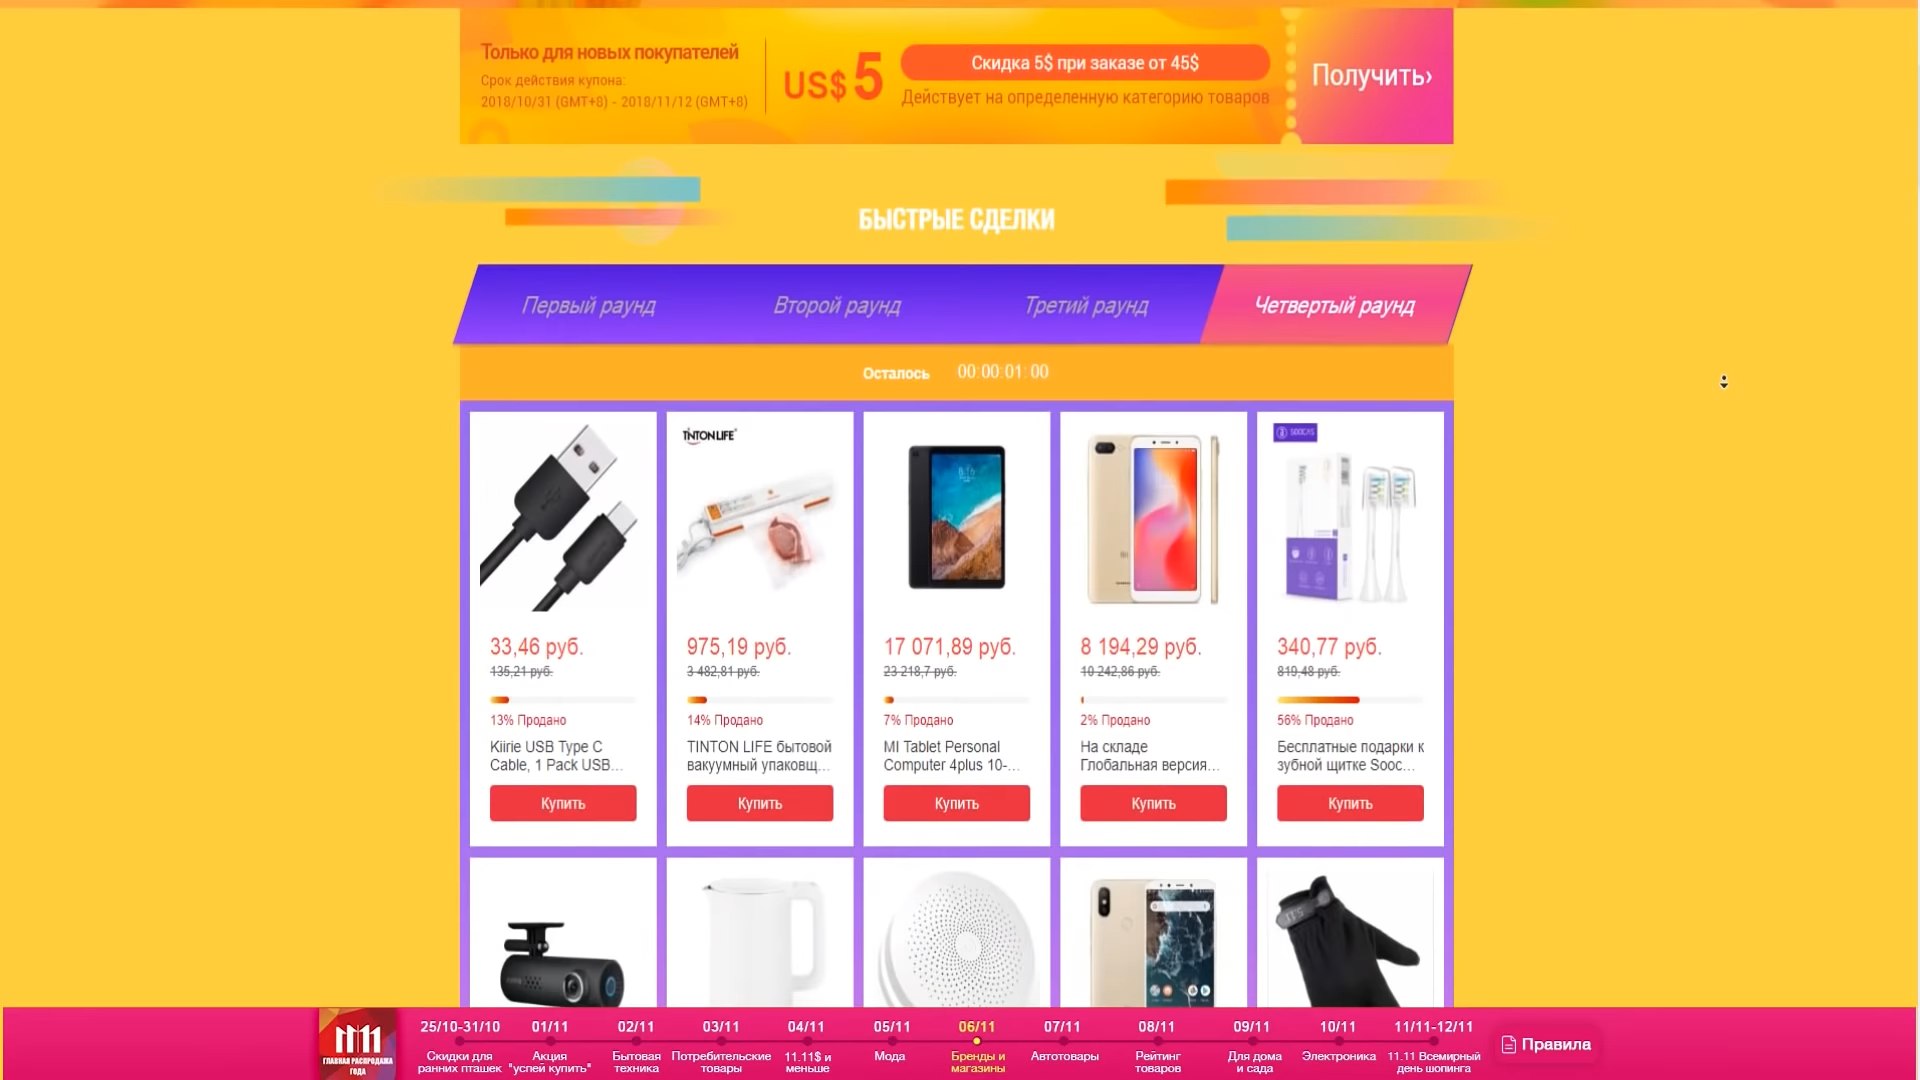 Только для новых покупателей
Срок действия купона:
2018/10/31 (GMT+8) - 2018/11/12 (GMT+8)
US$ 5
Скидка 5$ при заказе от 45$
Действует на определенную категорию товаров
Получить›
БЫСТРЫЕ СДЕЛКИ
Первый раунд
Второй раунд
Третий раунд
Четвертый раунд
Осталось 00:00:01:00
TINTON LIFE
SOOCAS
33,46 руб.
135,21 руб.
13% Продано
Kiirie USB Type C
Cable, 1 Pack USB...
Купить
975,19 руб.
3 482,81 руб.
14% Продано
TINTON LIFE бытовой
вакуумный упаковщ...
Купить
17 071,89 руб.
23 218,7 руб.
7% Продано
MI Tablet Personal
Computer 4plus 10-...
Купить
8 194,29 руб.
10 242,86 руб.
2% Продано
На складе
Глобальная версия...
Купить
340,77 руб.
819,48 руб.
56% Продано
Бесплатные подарки к
зубной щитке Sooc...
Купить
11.11
ГЛАВНАЯ РАСПРОДАЖА
ГОДА
25/10-31/10
Скидки для
ранних пташек
01/11
Акция
"успей купить"
02/11
Бытовая
техника
03/11
Потребительские
товары
04/11
11.11$ и
меньше
05/11
Мода
06/11
Бренды и
магазины
07/11
Автотовары
08/11
Рейтинг
товаров
09/11
Для дома
и сада
10/11
Электроника
11/11-12/11
11.11 Всемирный
день шопинга
Правила